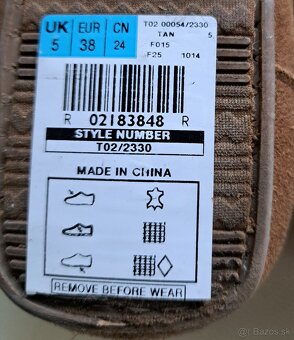 UK EUR CN
5 38 24
T02 00054/2330
TAN 5
F015
F25 1014
R 02183848 R
STYLE NUMBER
T02/2330
MADE IN CHINA
REMOVE BEFORE WEAR
bazar.sk